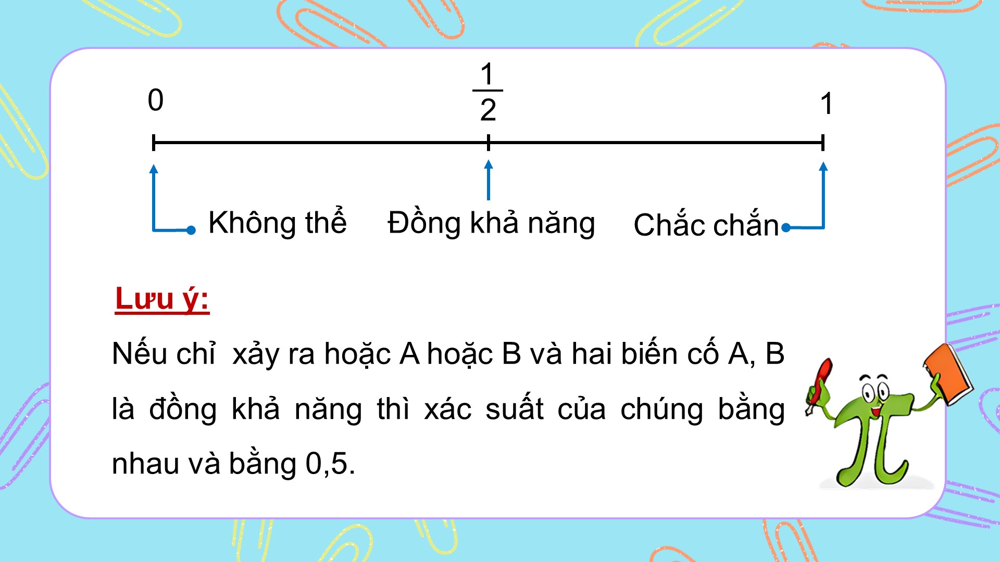 0 1/2 1
Không thể Đồng khả năng Chắc chắn
Lưu ý:
Nếu chỉ xảy ra hoặc A hoặc B và hai biến cố A, B
là đồng khả năng thì xác suất của chúng bằng
nhau và bằng 0,5.